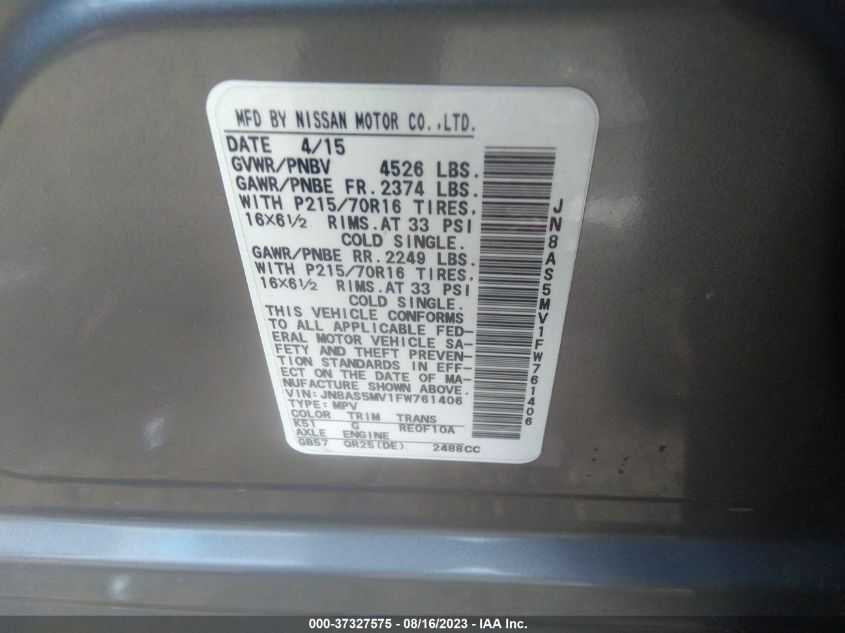 MFD BY NISSAN MOTOR CO.,LTD.
DATE 4/15
GVWR/PNBV 4526 LBS.
GAWR/PNBE FR. 2374 LBS.
WITH P215/70R16 TIRES,
16X6½ RIMS. AT 33 PSI
COLD SINGLE.
GAWR/PNBE RR. 2249 LBS.
WITH P215/70R16 TIRES,
16X6½ RIMS. AT 33 PSI
COLD SINGLE.
THIS VEHICLE CONFORMS
TO ALL APPLICABLE FED-
ERAL MOTOR VEHICLE SA-
FETY AND THEFT PREVEN-
TION STANDARDS IN EFF-
ECT ON THE DATE OF MA-
NUFACTURE SHOWN ABOVE.
VIN: JN8AS5MV1FW761406
TYPE: MPV
COLOR TRIM TRANS
K51 G RE0F10A
AXLE ENGINE
GB57 QR25(DE) 2488CC
JN8AS5MV1FW761406
000-37327575 - 08/16/2023 - IAA Inc.